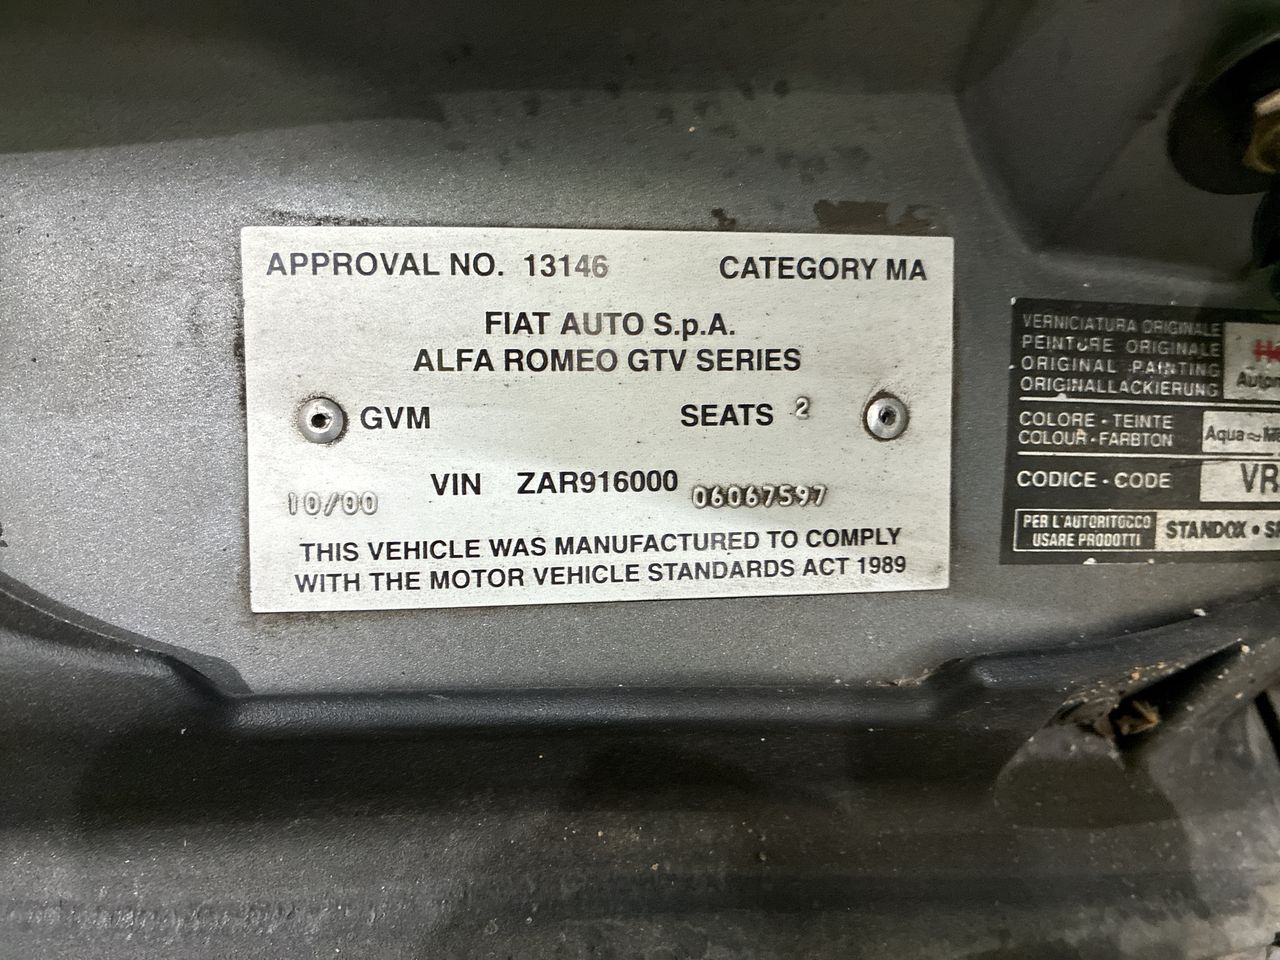 APPROVAL NO. 13146 CATEGORY MA
FIAT AUTO S.p.A.
ALFA ROMEO GTV SERIES
GVM SEATS 2
VIN ZAR916000 06067597
10/00
THIS VEHICLE WAS MANUFACTURED TO COMPLY
WITH THE MOTOR VEHICLE STANDARDS ACT 1989
VERNICIATURA ORIGINALE
PEINTURE ORIGINALE
ORIGINAL PAINTING
ORIGINALLACKIERUNG
COLORE - TEINTE
COLOUR - FARBTON
Aqua
CODICE - CODE
VR
PER L'AUTORITOCCO
USARE PRODOTTI
STANDOX •